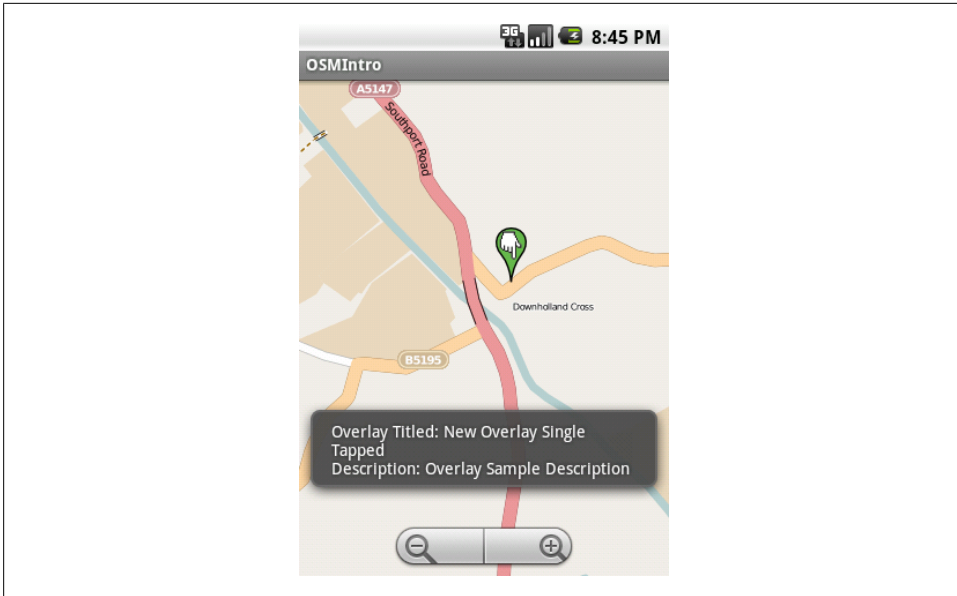 3G 8:45 PM
OSMIntro
A5147
Southport Road
Downholland Cross
B5195
Overlay Titled: New Overlay Single
Tapped
Description: Overlay Sample Description